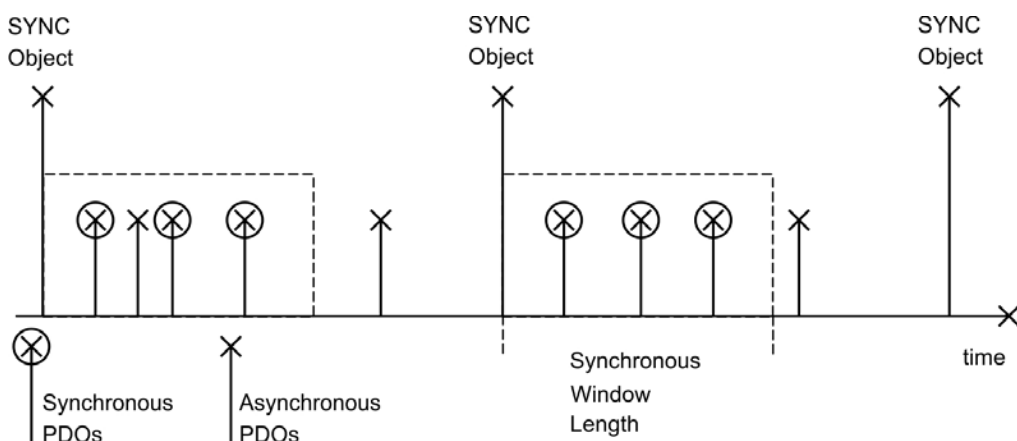 SYNC
Object
SYNC
Object
SYNC
Object
time
Synchronous
Window
Length
Synchronous
PDOs
Asynchronous
PDOs